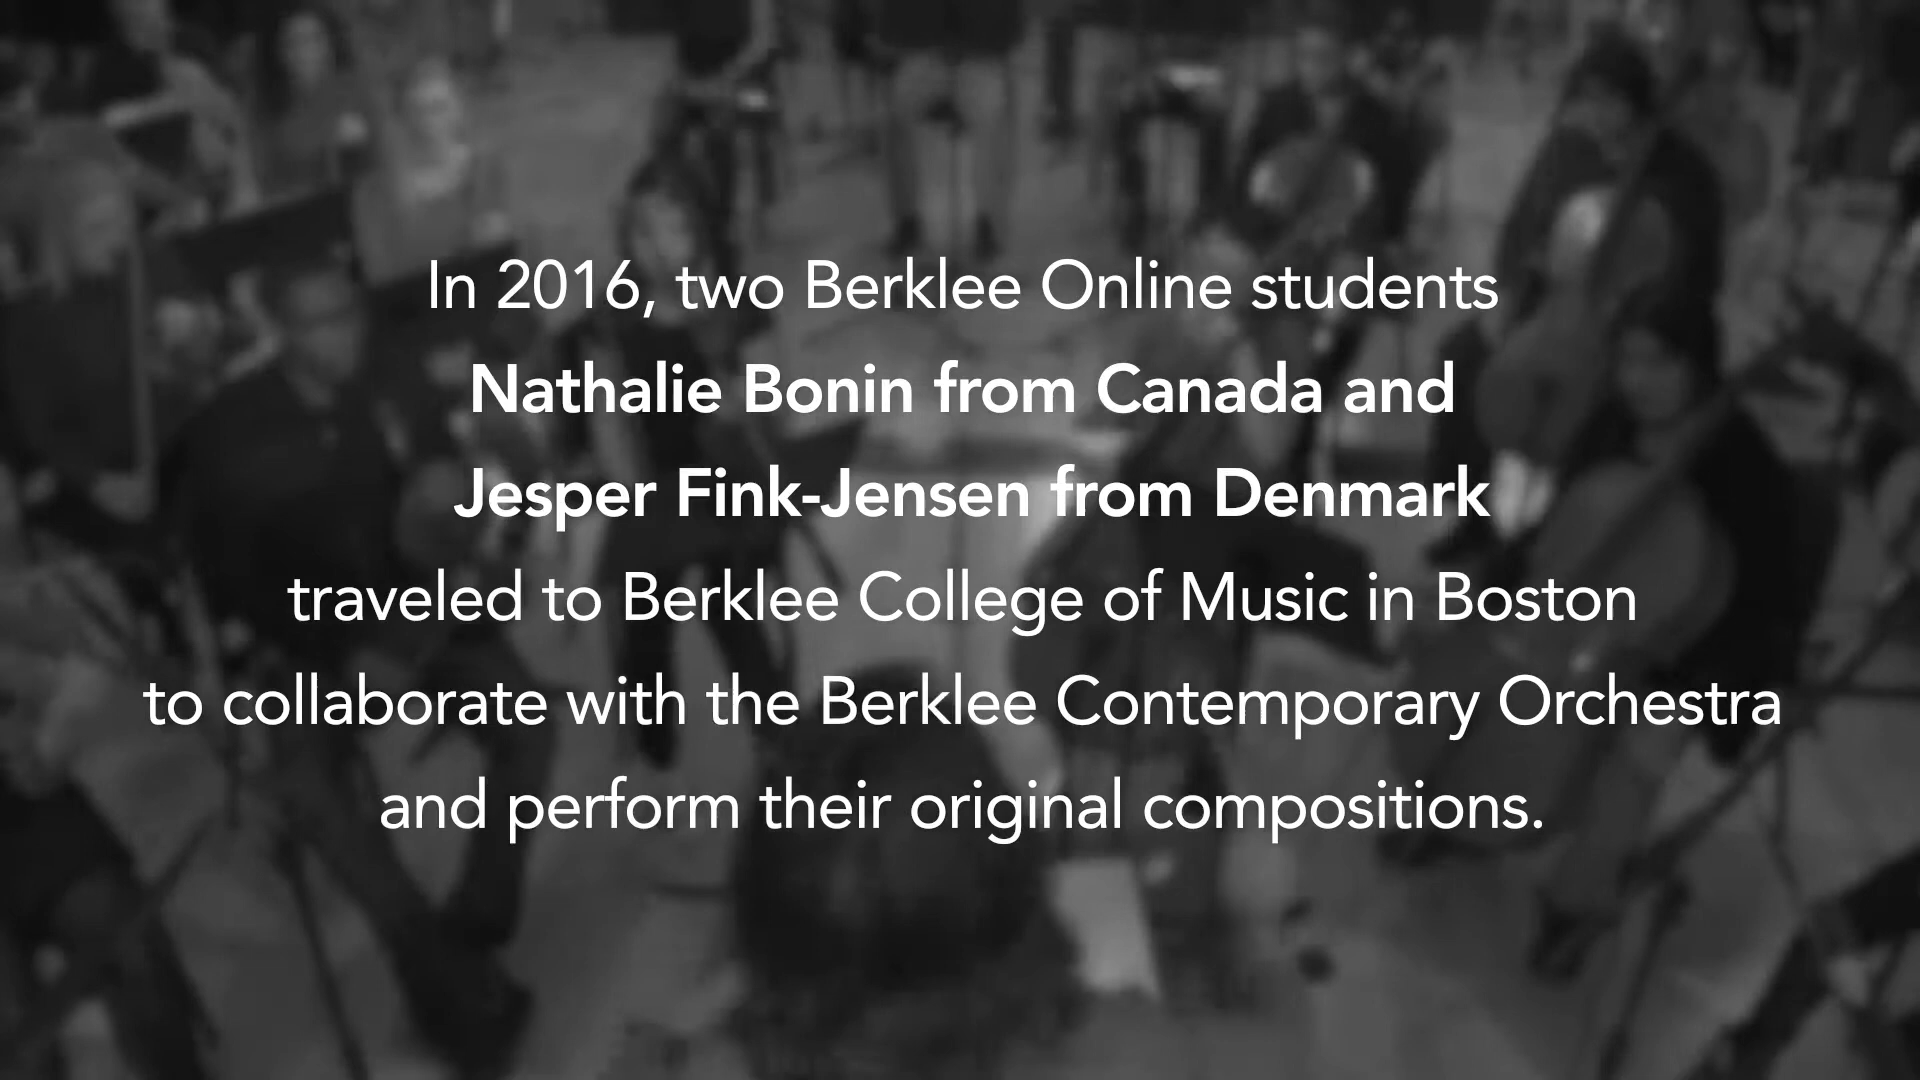 In 2016, two Berklee Online students
Nathalie Bonin from Canada and
Jesper Fink-Jensen from Denmark
traveled to Berklee College of Music in Boston
to collaborate with the Berklee Contemporary Orchestra
and perform their original compositions.